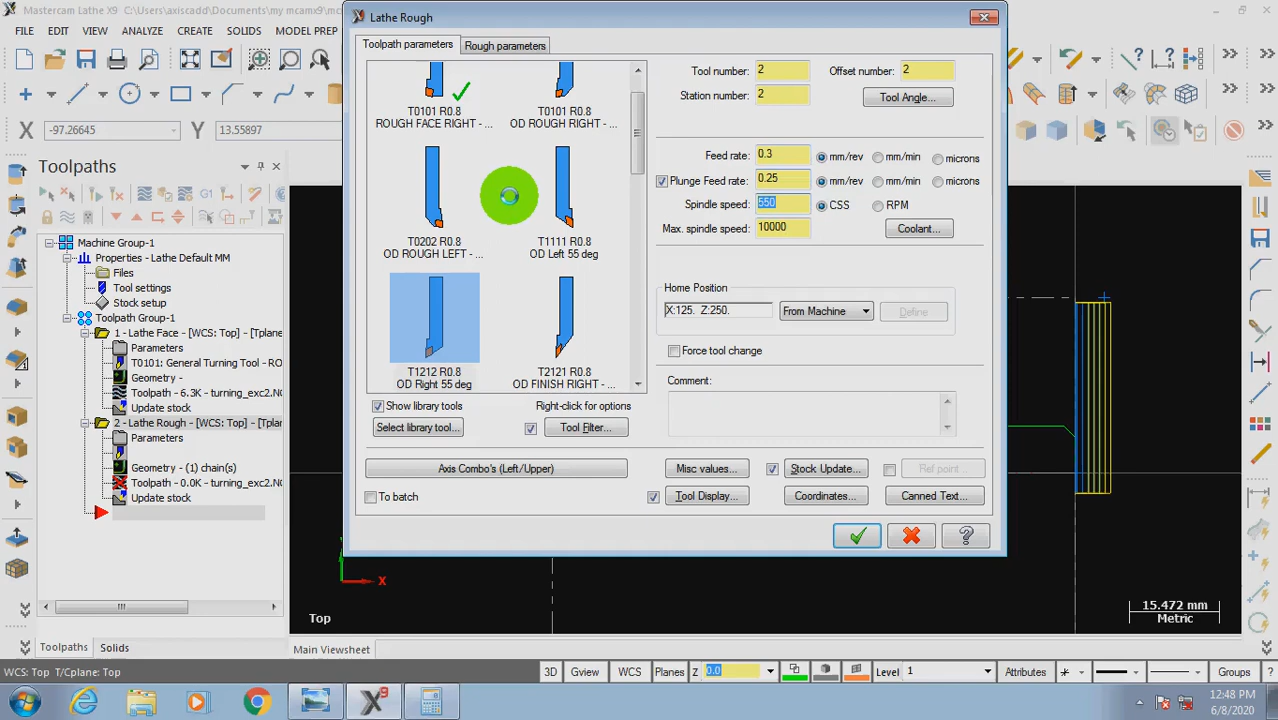 Mastercam Lathe X9 C:\Users\axiscadd\Documents\my mcamx9\mcamx
FILE EDIT VIEW ANALYZE CREATE SOLIDS MODEL PREP
X -97.26645 Y 13.55897
Toolpaths
Machine Group-1
Properties - Lathe Default MM
Files
Tool settings
Stock setup
Toolpath Group-1
1 - Lathe Face - [WCS: Top] - [Tplane
Parameters
T0101: General Turning Tool - RO
Geometry -
Toolpath - 6.3K - turning_exc2.NC
Update stock
2 - Lathe Rough - [WCS: Top] - [Tplan
Parameters
Geometry - (1) chain(s)
Toolpath - 0.0K - turning_exc2.NC
Update stock
Toolpaths Solids
Lathe Rough
Toolpath parameters Rough parameters
T0101 R0.8 T0101 R0.8
ROUGH FACE RIGHT - ... OD ROUGH RIGHT - ...
T0202 R0.8 T1111 R0.8
OD ROUGH LEFT - ... OD Left 55 deg
T1212 R0.8 T2121 R0.8
OD Right 55 deg OD FINISH RIGHT - ...
Show library tools Right-click for options
Select library tool... Tool Filter...
Axis Combo's (Left/Upper)
To batch
Tool number: 2 Offset number: 2
Station number: 2 Tool Angle...
Feed rate: 0.3 mm/rev mm/min microns
Plunge Feed rate: 0.25 mm/rev mm/min microns
Spindle speed: 550 CSS RPM
Max. spindle speed: 10000 Coolant...
Home Position
X:125. Z:250. From Machine Define
Force tool change
Comment:
Misc values... Stock Update... Ref point...
Tool Display... Coordinates... Canned Text...
X
Top
15.472 mm
Metric
Main Viewsheet
WCS: Top T/Cplane: Top 3D Gview WCS Planes Z 0.0 Level 1 Attributes Groups
12:48 PM
6/8/2020